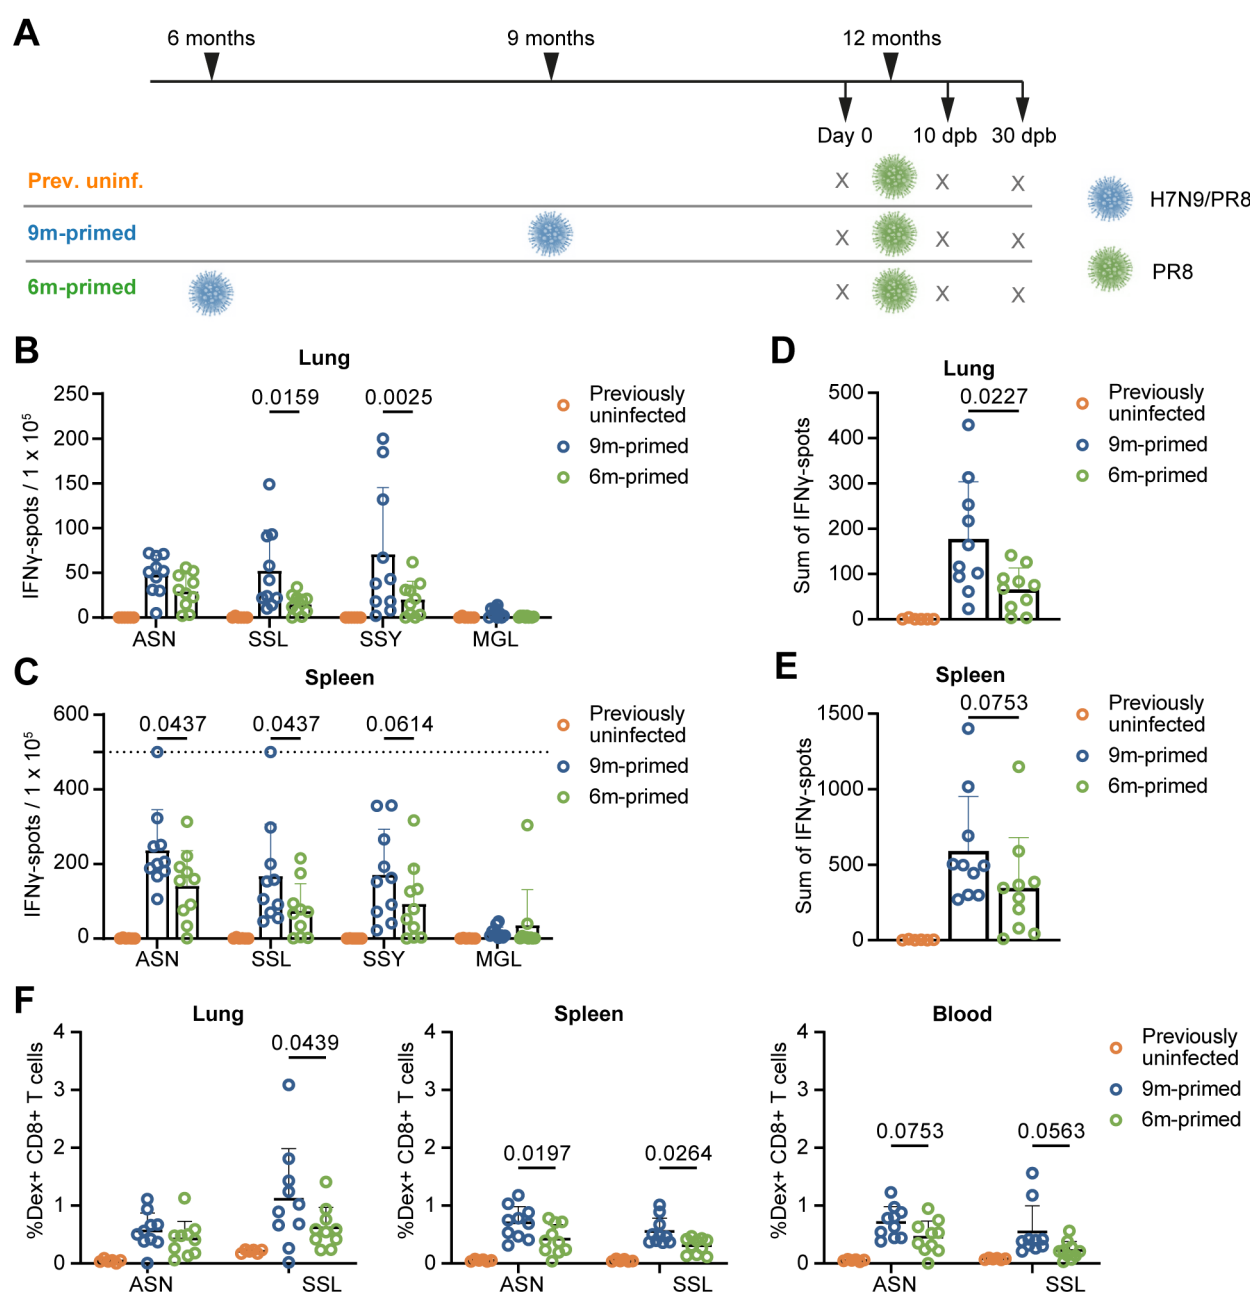 A
6 months
9 months
12 months
Day 0
10 dpb
30 dpb
Prev. uninf.
X
X
X
H7N9/PR8
9m-primed
X
X
X
6m-primed
X
X
X
PR8
B
Lung
IFNγ-spots / 1 x 10⁵
250
200
150
100
50
0
0.0159
0.0025
ASN
SSL
SSY
MGL
Previously
uninfected
9m-primed
6m-primed
D
Lung
Sum of IFNγ-spots
500
400
300
200
100
0
0.0227
Previously
uninfected
9m-primed
6m-primed
C
Spleen
IFNγ-spots / 1 x 10⁵
600
400
200
0
0.0437
0.0437
0.0614
ASN
SSL
SSY
MGL
Previously
uninfected
9m-primed
6m-primed
E
Spleen
Sum of IFNγ-spots
1500
1000
500
0
0.0753
Previously
uninfected
9m-primed
6m-primed
F
Lung
%Dex+ CD8+ T cells
4
3
2
1
0
0.0439
ASN
SSL
Spleen
%Dex+ CD8+ T cells
4
3
2
1
0
0.0197
0.0264
ASN
SSL
Blood
%Dex+ CD8+ T cells
4
3
2
1
0
0.0753
0.0563
ASN
SSL
Previously
uninfected
9m-primed
6m-primed